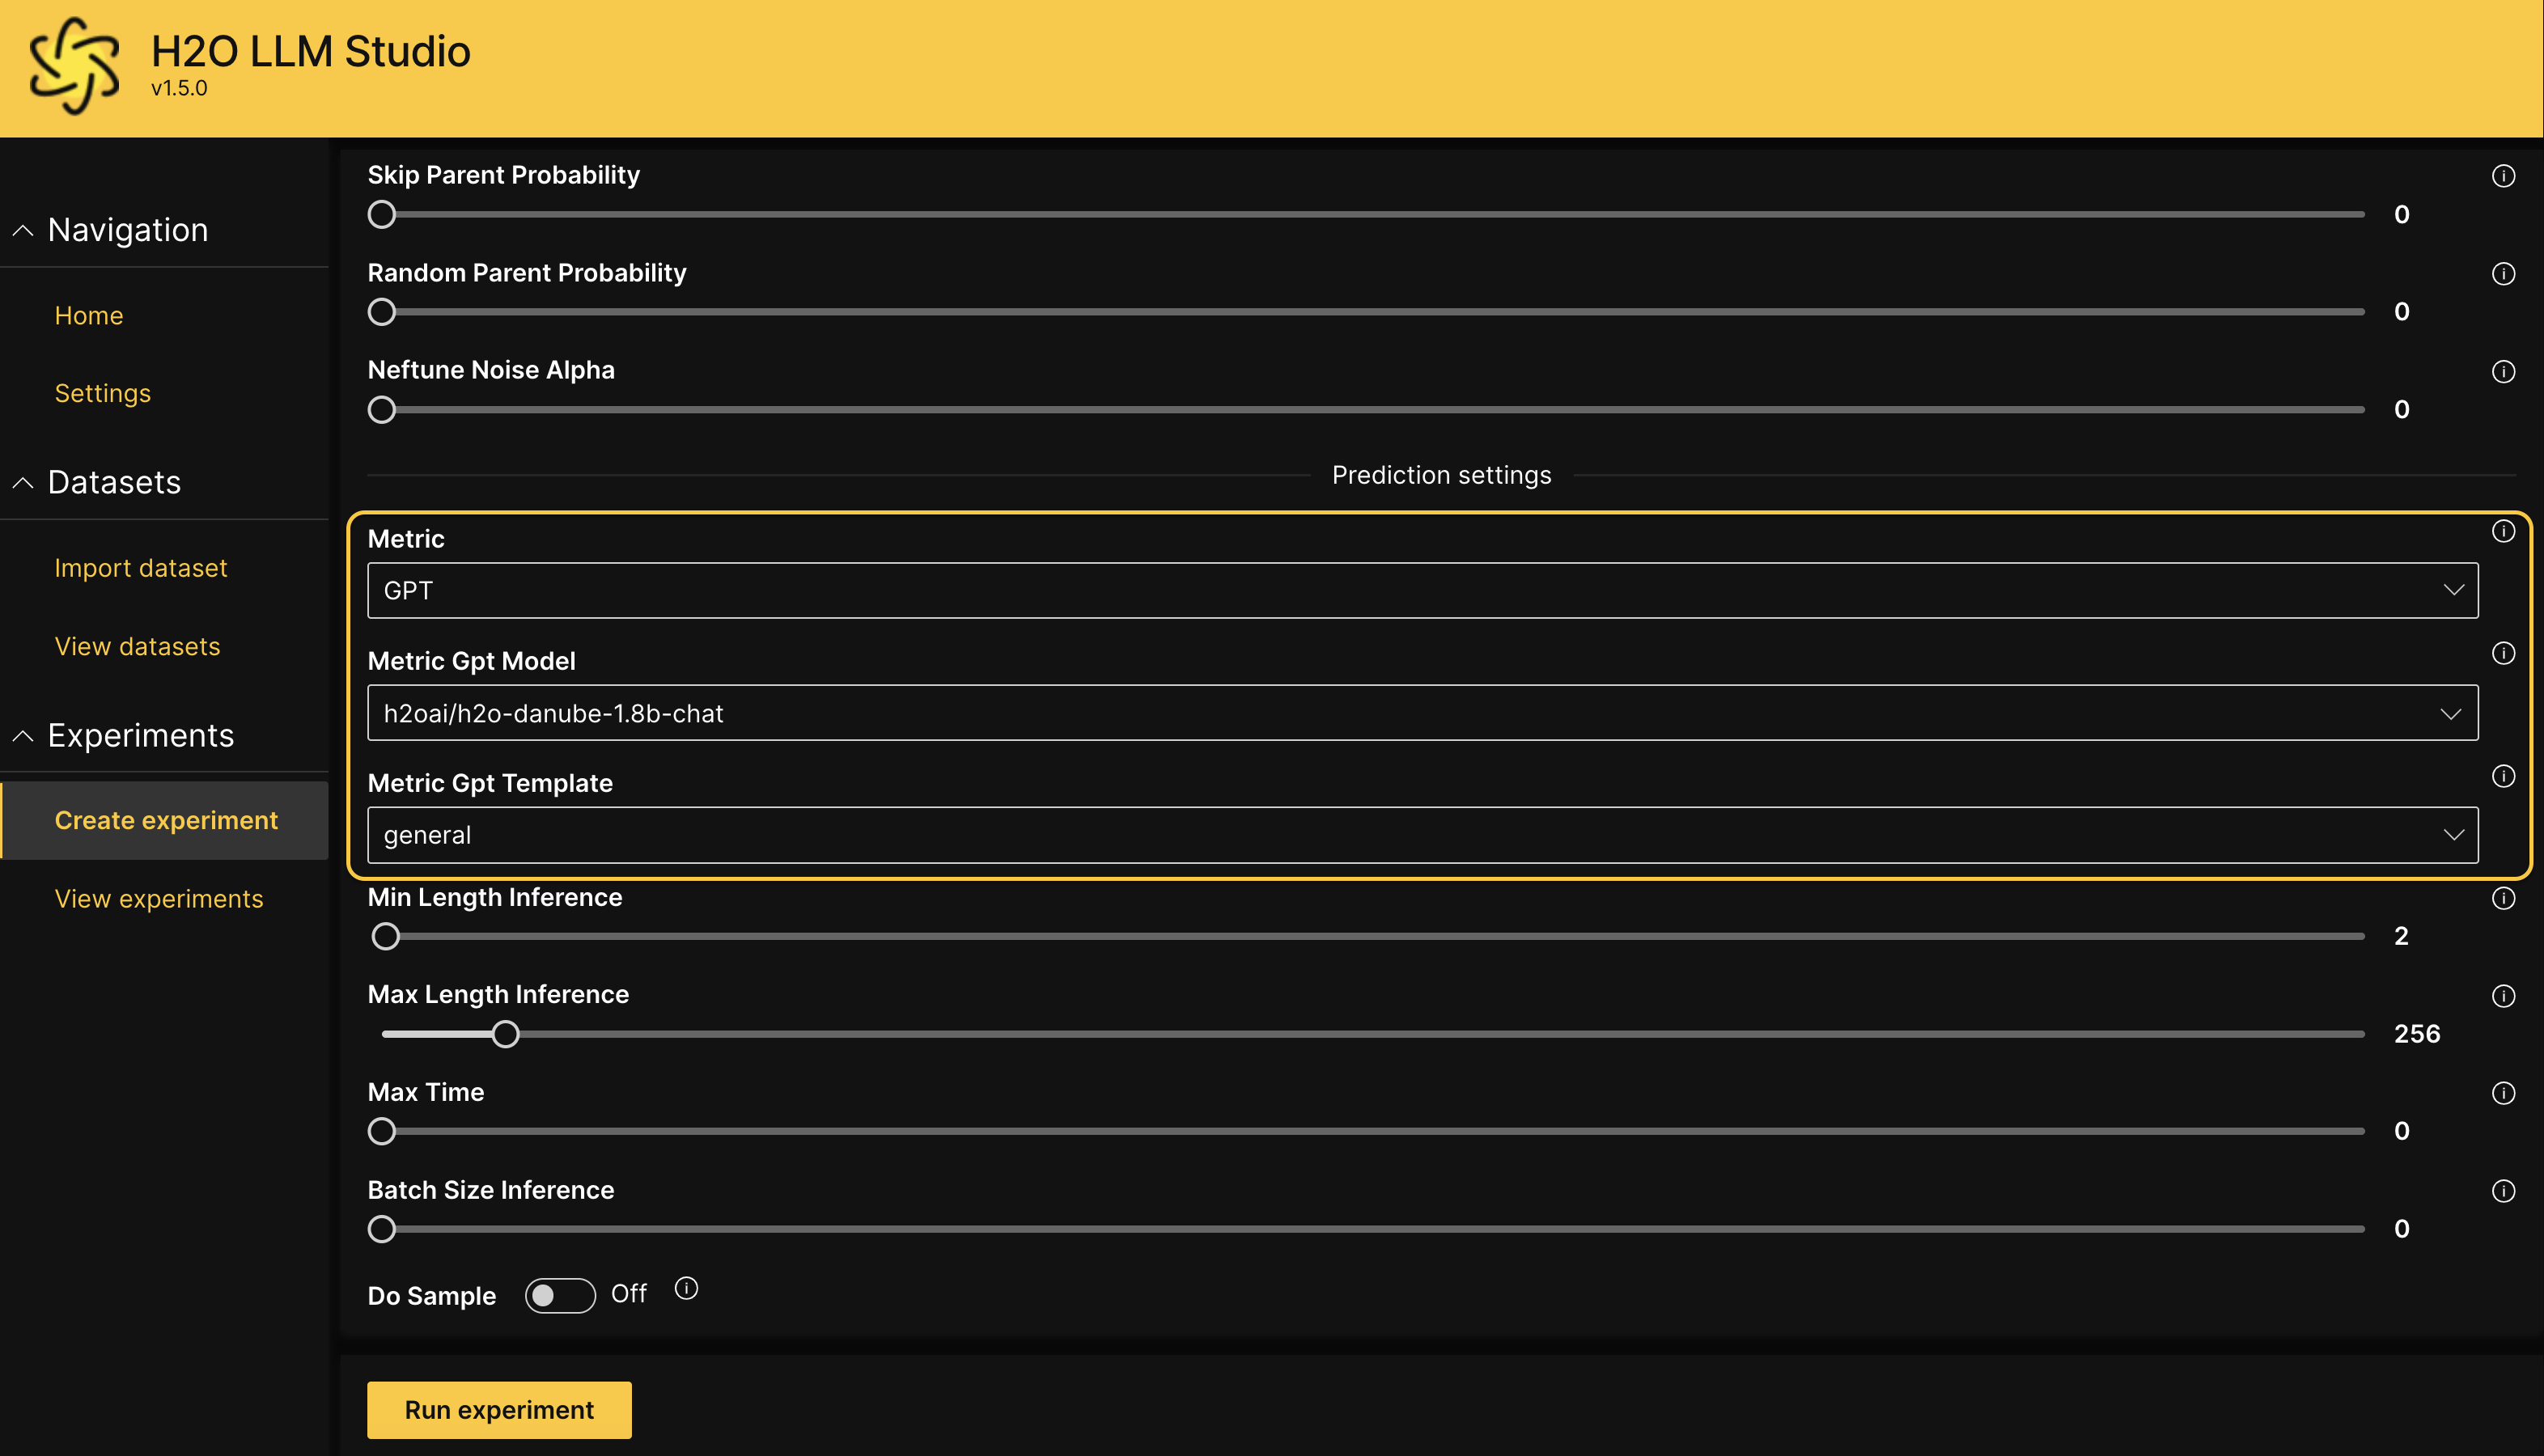 H2O LLM Studio
v1.5.0
Navigation
Home
Settings
Datasets
Import dataset
View datasets
Experiments
Create experiment
View experiments
Skip Parent Probability
0
Random Parent Probability
0
Neftune Noise Alpha
0
Prediction settings
Metric
GPT
Metric Gpt Model
h2oai/h2o-danube-1.8b-chat
Metric Gpt Template
general
Min Length Inference
2
Max Length Inference
256
Max Time
0
Batch Size Inference
0
Do Sample Off
Run experiment